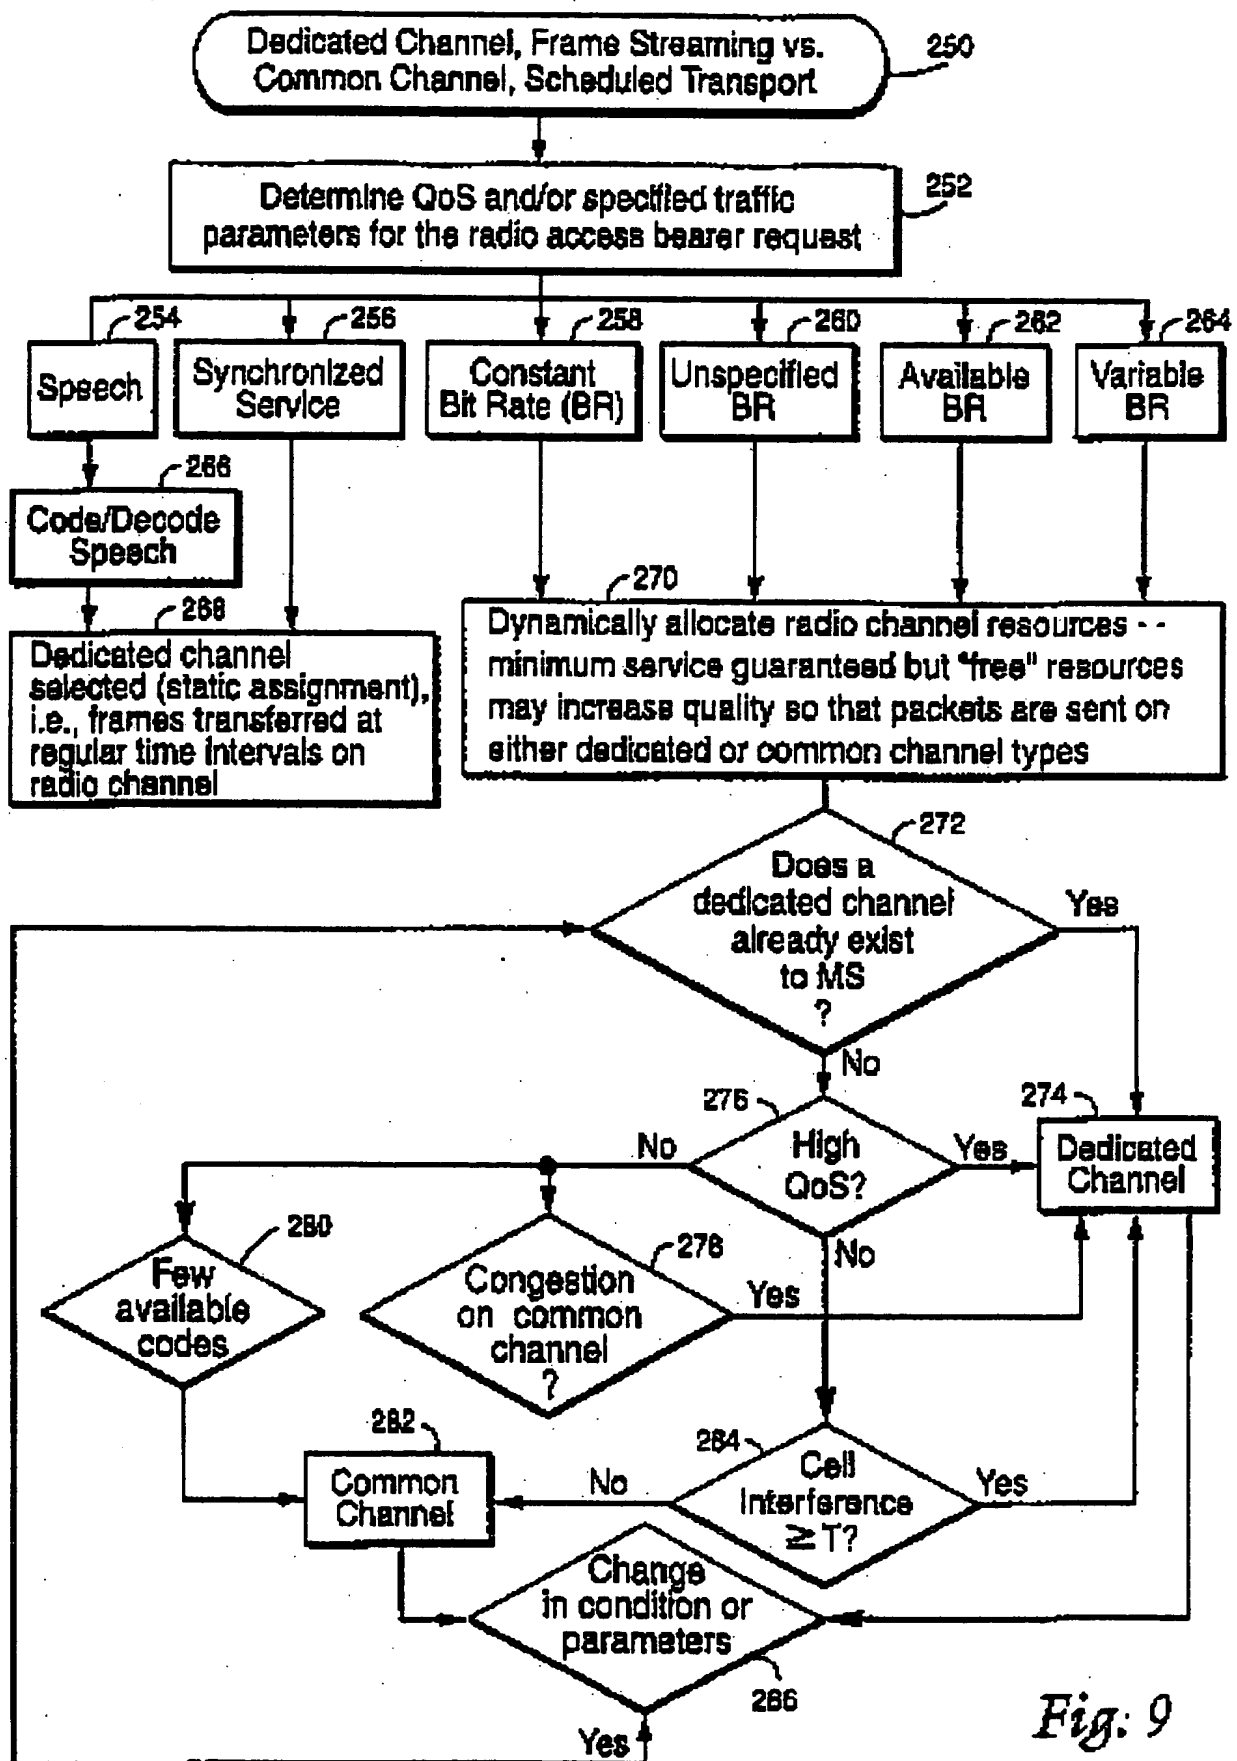 Dedicated Channel, Frame Streaming vs.
Common Channel, Scheduled Transport
250
Determine QoS and/or specified traffic
parameters for the radio access bearer request
252
254
256
258
260
262
264
Speech
Synchronized
Service
Constant
Bit Rate (BR)
Unspecified
BR
Available
BR
Variable
BR
266
Code/Decode
Speech
268
Dedicated channel
selected (static assignment),
i.e., frames transferred at
regular time intervals on
radio channel
270
Dynamically allocate radio channel resources - -
minimum service guaranteed but "free" resources
may increase quality so that packets are sent on
either dedicated or common channel types
272
Does a
dedicated channel
already exist
to MS
?
Yes
No
276
High
QoS?
No
Yes
No
274
Dedicated
Channel
280
Few
available
codes
278
Congestion
on common
channel
?
Yes
282
Common
Channel
284
Cell
Interference
≥ T?
No
Yes
Change
in condition or
parameters
286
Yes
Fig: 9